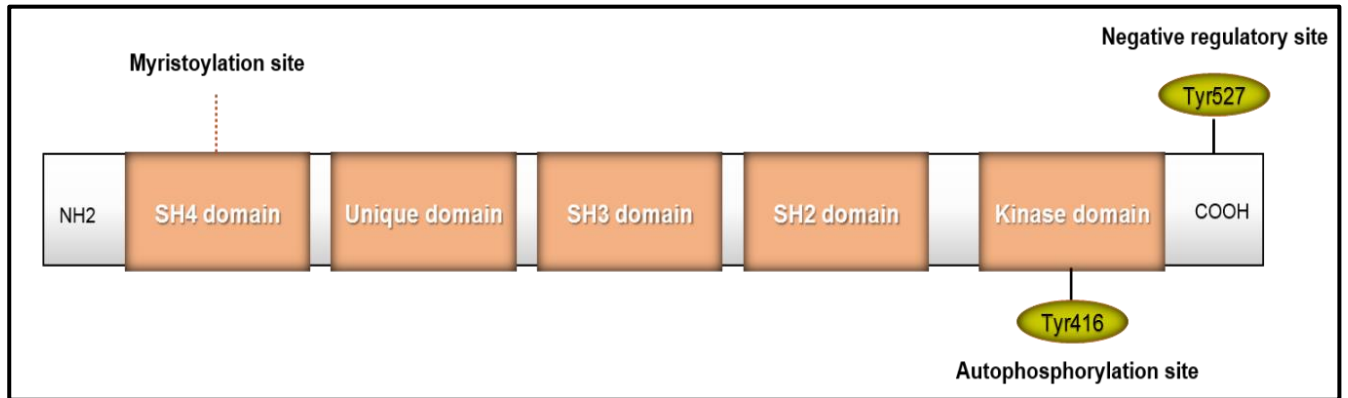 Negative regulatory site
Myristoylation site
Tyr527
NH2
SH4 domain
Unique domain
SH3 domain
SH2 domain
Kinase domain
COOH
Tyr416
Autophosphorylation site